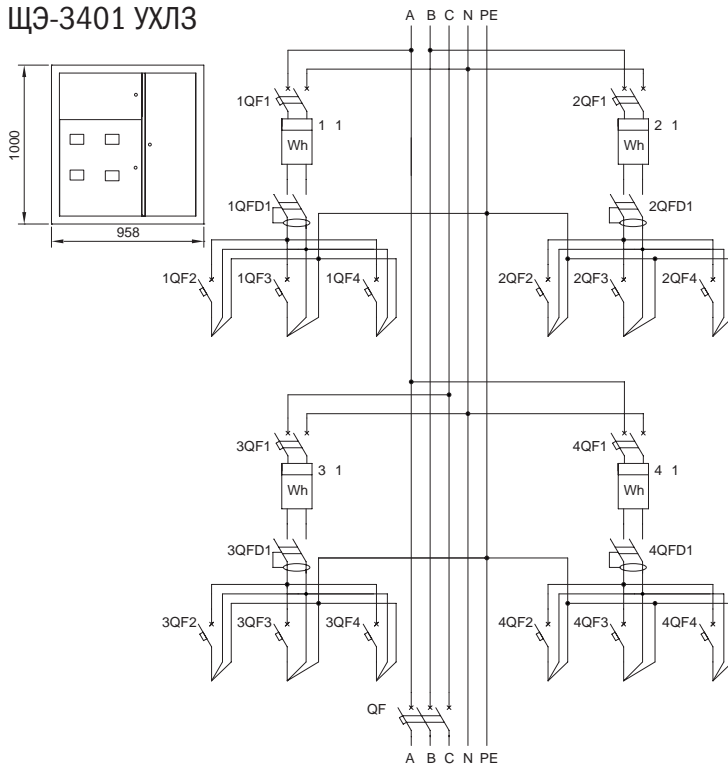 ЩЭ-3401 УХЛ3
A B C N PE
1000
958
1QF1
1 1
Wh
2QF1
2 1
Wh
1QFD1
2QFD1
1QF2
1QF3
1QF4
2QF2
2QF3
2QF4
3QF1
3 1
Wh
4QF1
4 1
Wh
3QFD1
4QFD1
3QF2
3QF3
3QF4
4QF2
4QF3
4QF4
QF
A B C N PE